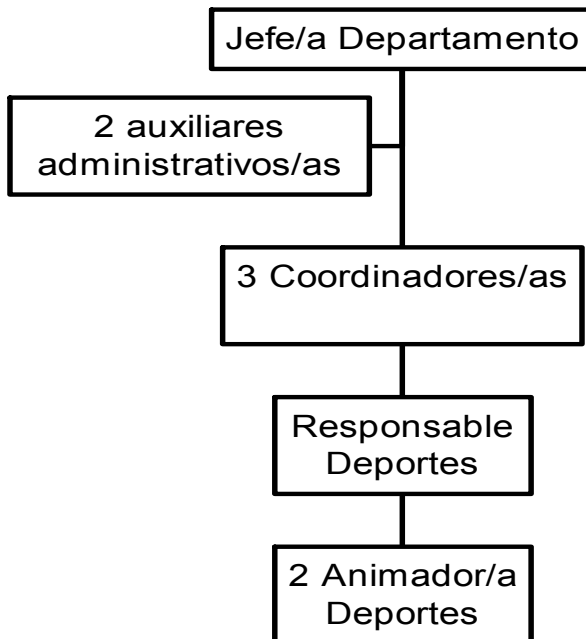 Jefe/a Departamento
2 auxiliares
administrativos/as
3 Coordinadores/as
Responsable
Deportes
2 Animador/a
Deportes